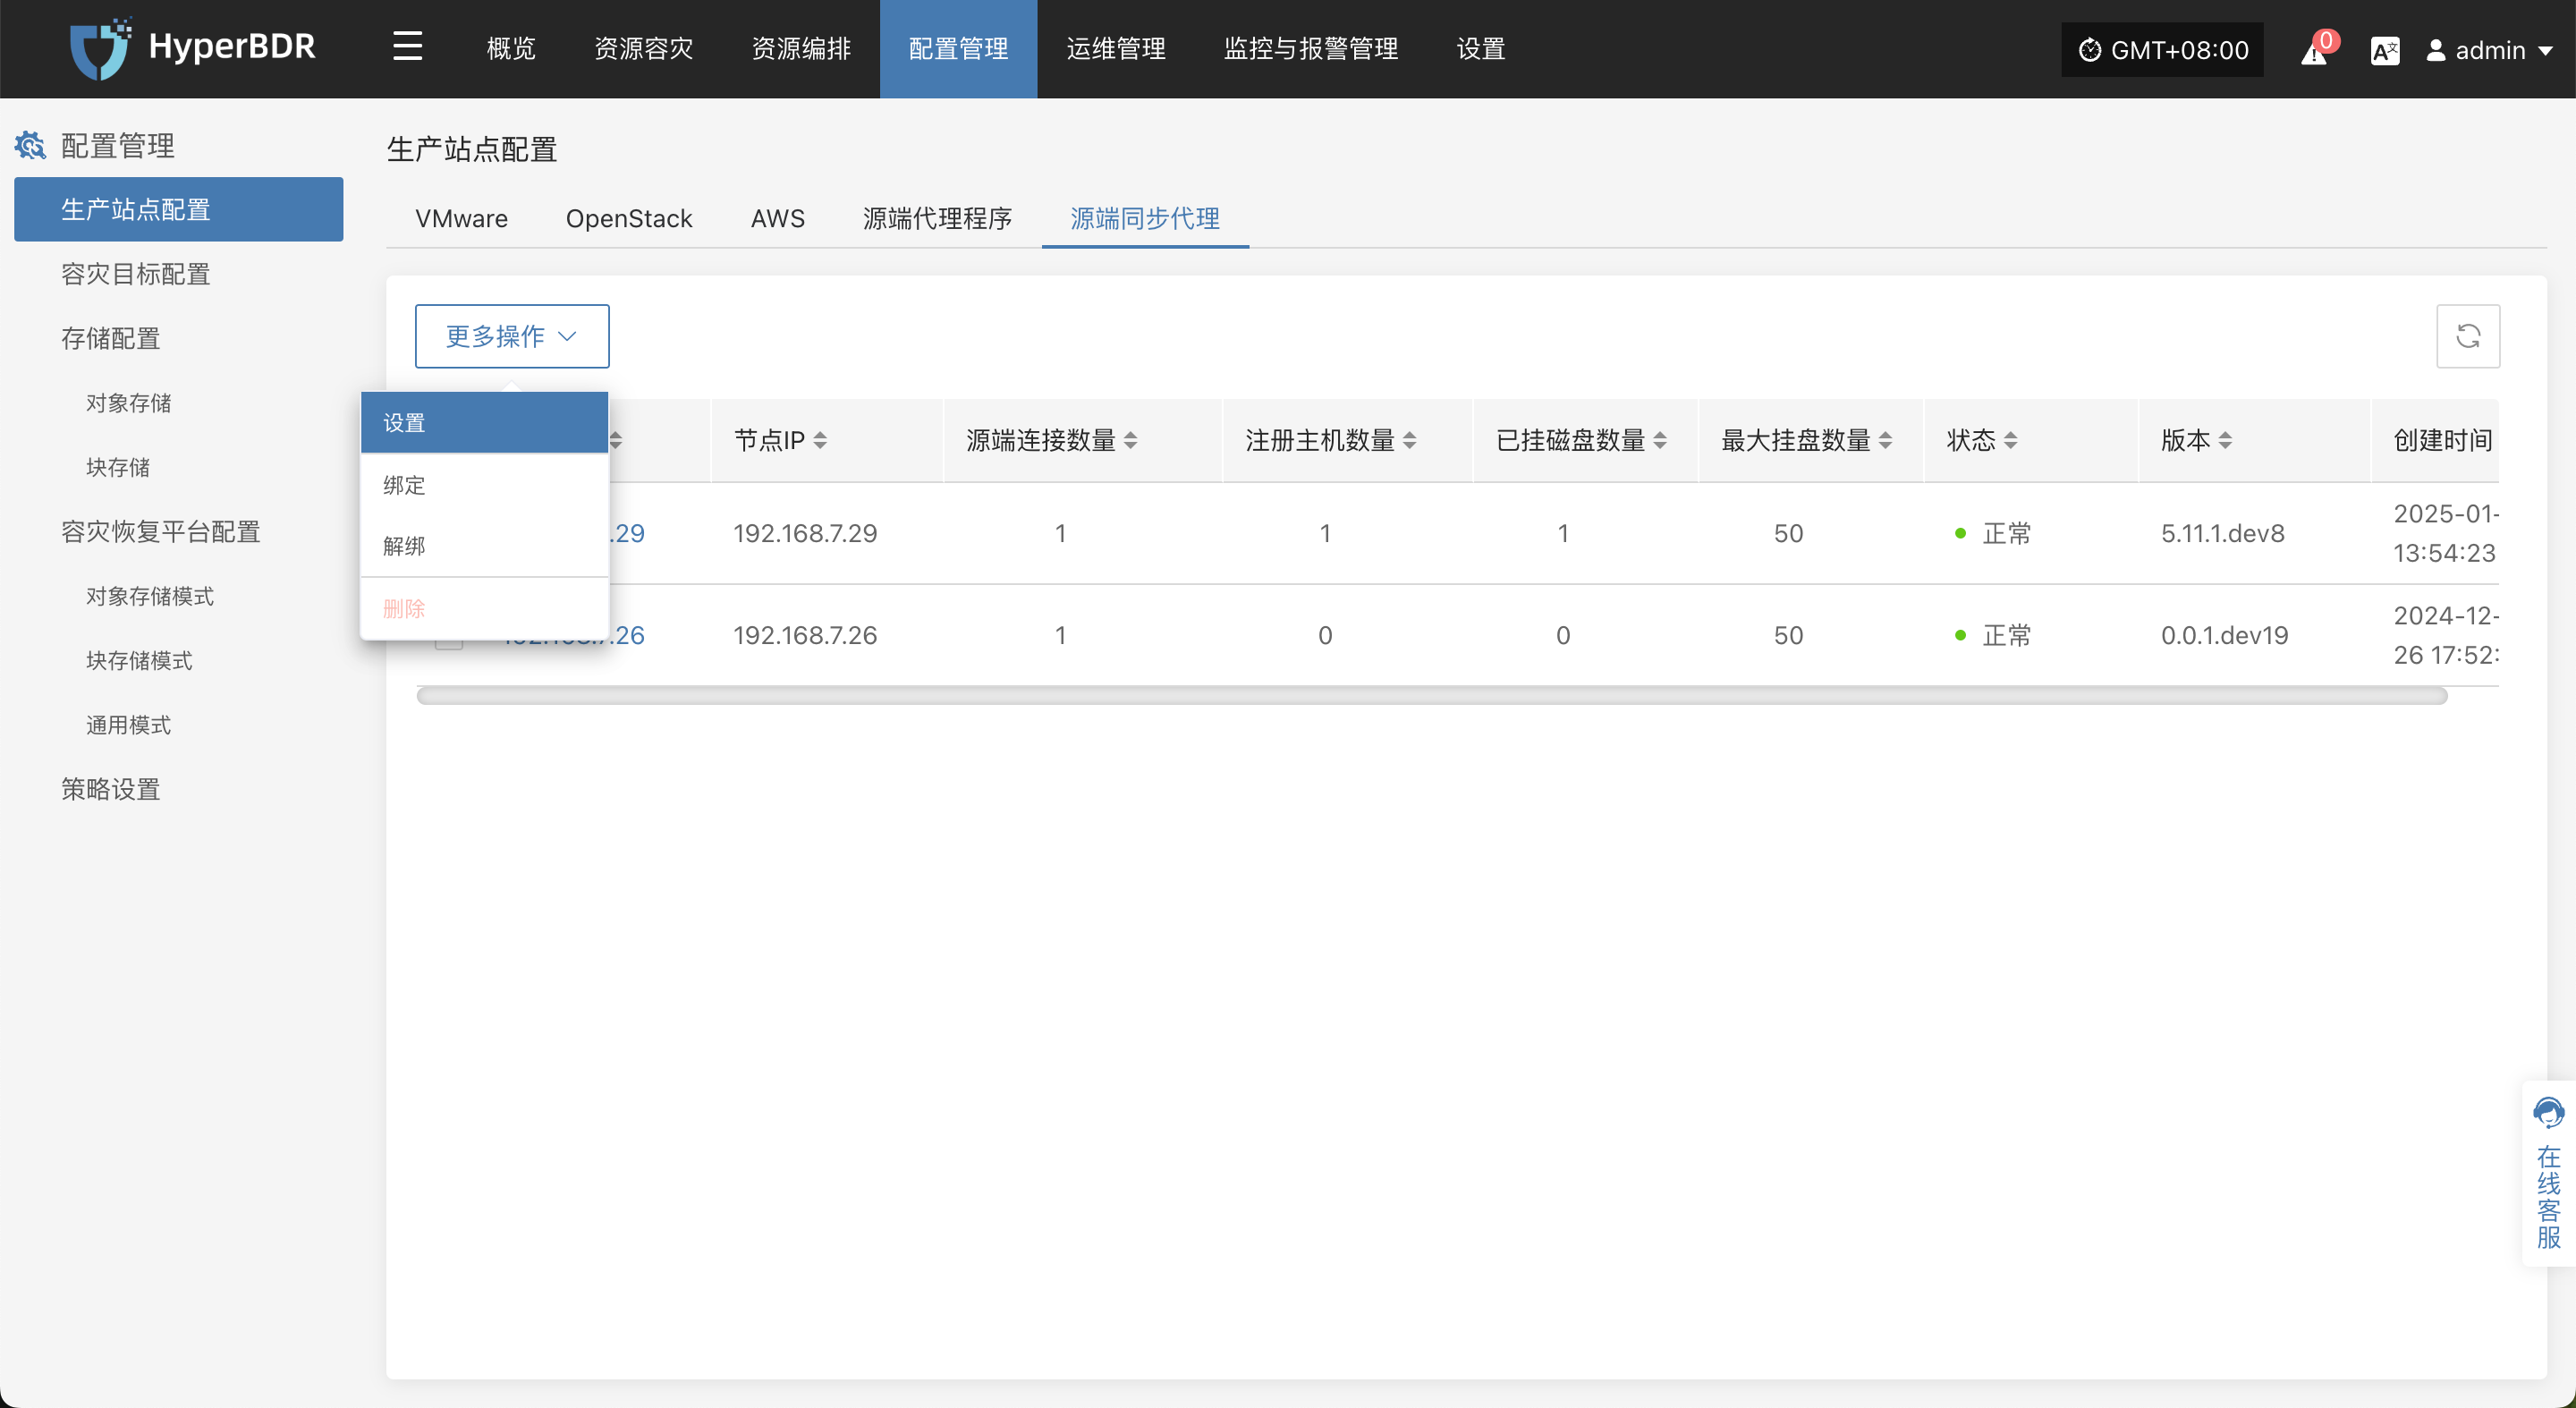 HyperBDR
概览
资源容灾
资源编排
配置管理
运维管理
监控与报警管理
设置
GMT+08:00
0
admin
配置管理
生产站点配置
容灾目标配置
存储配置
对象存储
块存储
容灾恢复平台配置
对象存储模式
块存储模式
通用模式
策略设置
生产站点配置
VMware
OpenStack
AWS
源端代理程序
源端同步代理
更多操作
设置
绑定
解绑
删除
节点IP
源端连接数量
注册主机数量
已挂磁盘数量
最大挂盘数量
状态
版本
创建时间
.29
192.168.7.29
1
1
1
50
正常
5.11.1.dev8
2025-01-
13:54:23
192.168.7.26
192.168.7.26
1
0
0
50
正常
0.0.1.dev19
2024-12-
26 17:52:
在线客服